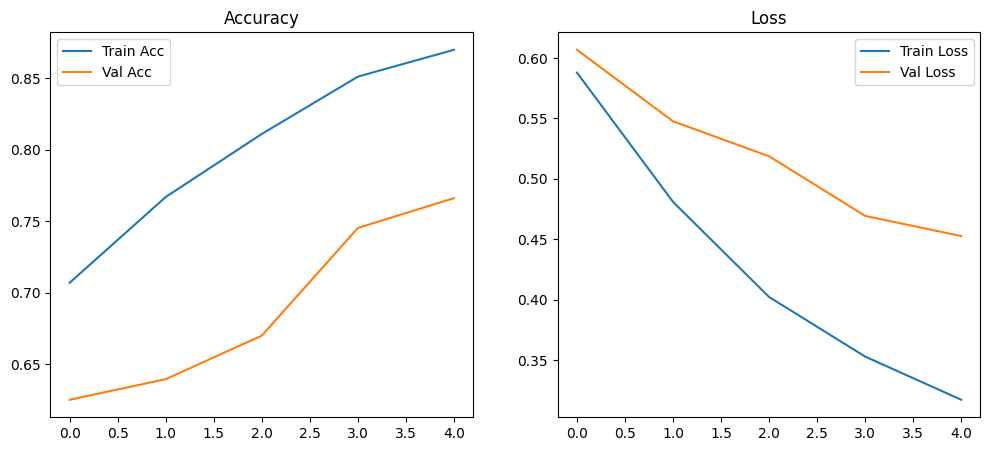 Accuracy
Train Acc
Val Acc
0.85
0.80
0.75
0.70
0.65
0.0 0.5 1.0 1.5 2.0 2.5 3.0 3.5 4.0
Loss
Train Loss
Val Loss
0.60
0.55
0.50
0.45
0.40
0.35
0.0 0.5 1.0 1.5 2.0 2.5 3.0 3.5 4.0